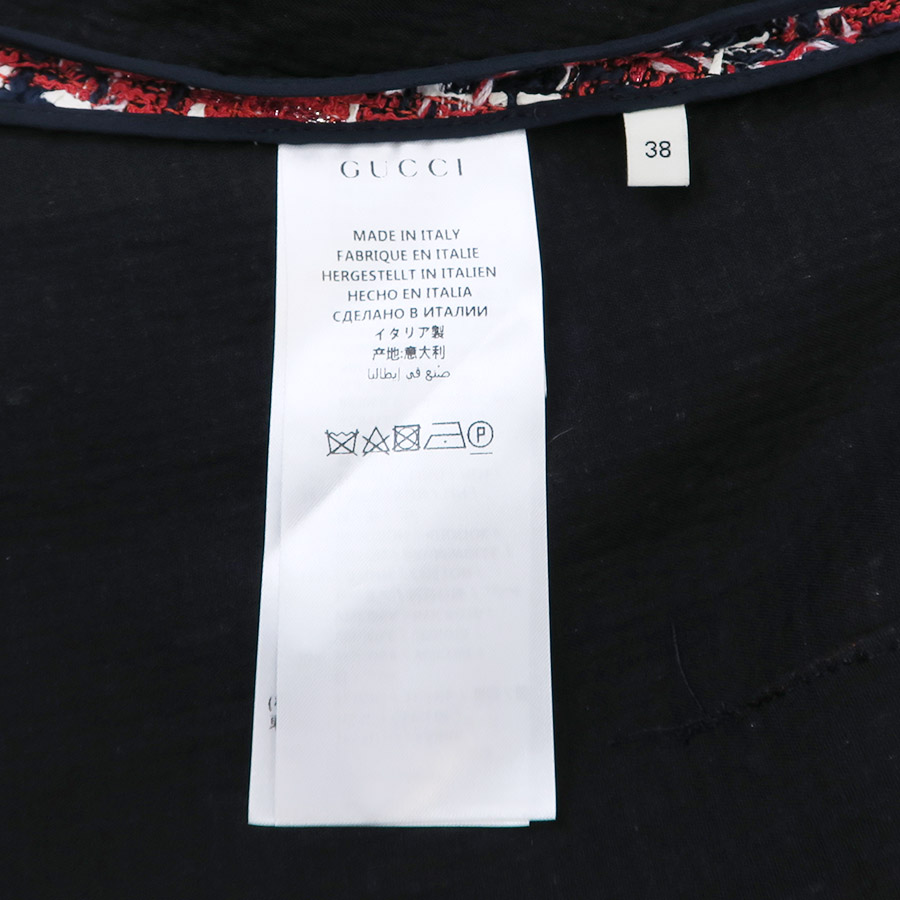 GUCCI
38
MADE IN ITALY
FABRIQUE EN ITALIE
HERGESTELLT IN ITALIEN
HECHO EN ITALIA
СДЕЛАНО В ИТАЛИИ
イタリア製
产地:意大利
صنع في إيطاليا
P